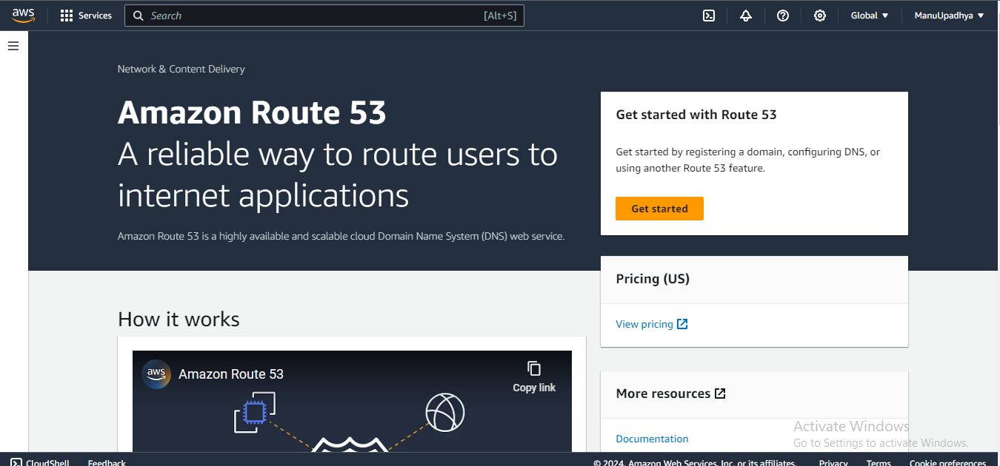 aws
Services
Search
[Alt+S]
Global
ManuUpadhya
Network & Content Delivery
Amazon Route 53
A reliable way to route users to
internet applications
Amazon Route 53 is a highly available and scalable cloud Domain Name System (DNS) web service.
Get started with Route 53
Get started by registering a domain, configuring DNS, or
using another Route 53 feature.
Get started
Pricing (US)
View pricing
How it works
aws
Amazon Route 53
Copy link
More resources
Documentation
Activate Windows
Go to Settings to activate Windows.
CloudShell
Feedback
© 2024, Amazon Web Services, Inc. or its affiliates.
Privacy
Terms
Cookie preferences